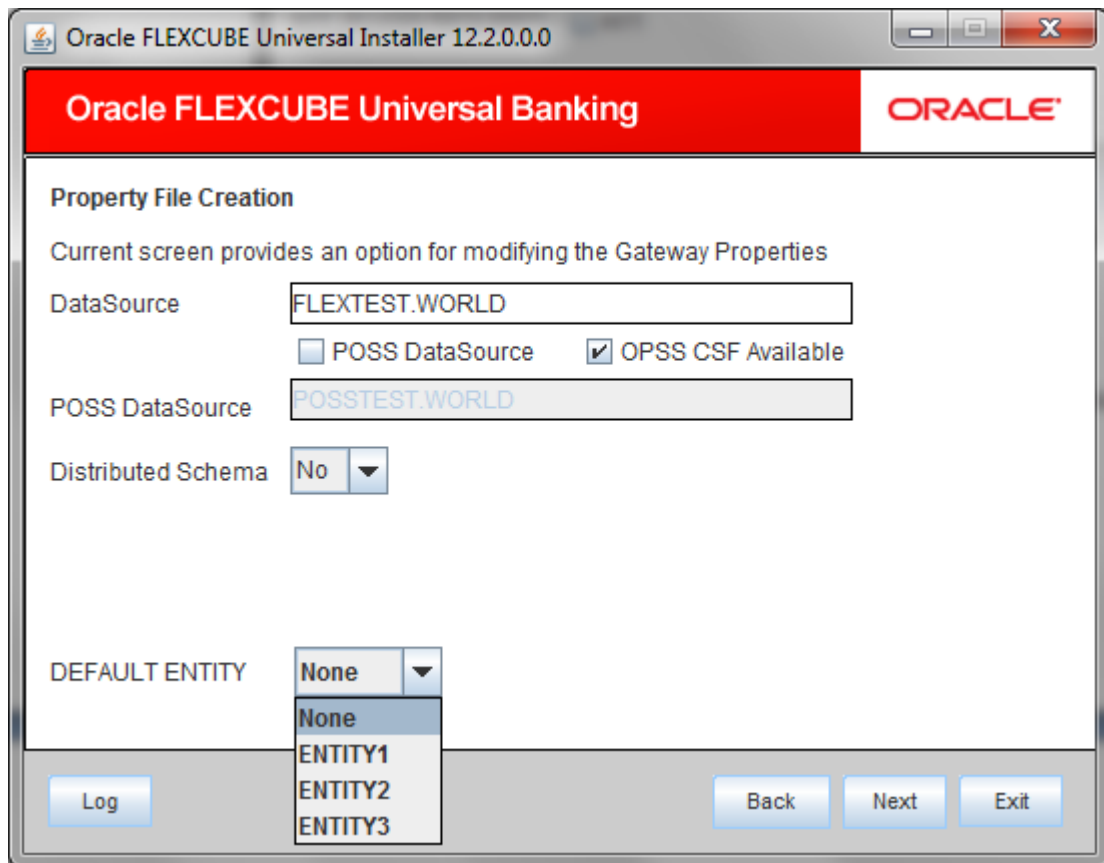 Oracle FLEXCUBE Universal Installer 12.2.0.0.0
Oracle FLEXCUBE Universal Banking
ORACLE
Property File Creation
Current screen provides an option for modifying the Gateway Properties
DataSource FLEXTEST.WORLD
POSS DataSource OPSS CSF Available
POSS DataSource POSSTEST.WORLD
Distributed Schema No
DEFAULT ENTITY None
None
ENTITY1
ENTITY2
ENTITY3
Log Back Next Exit